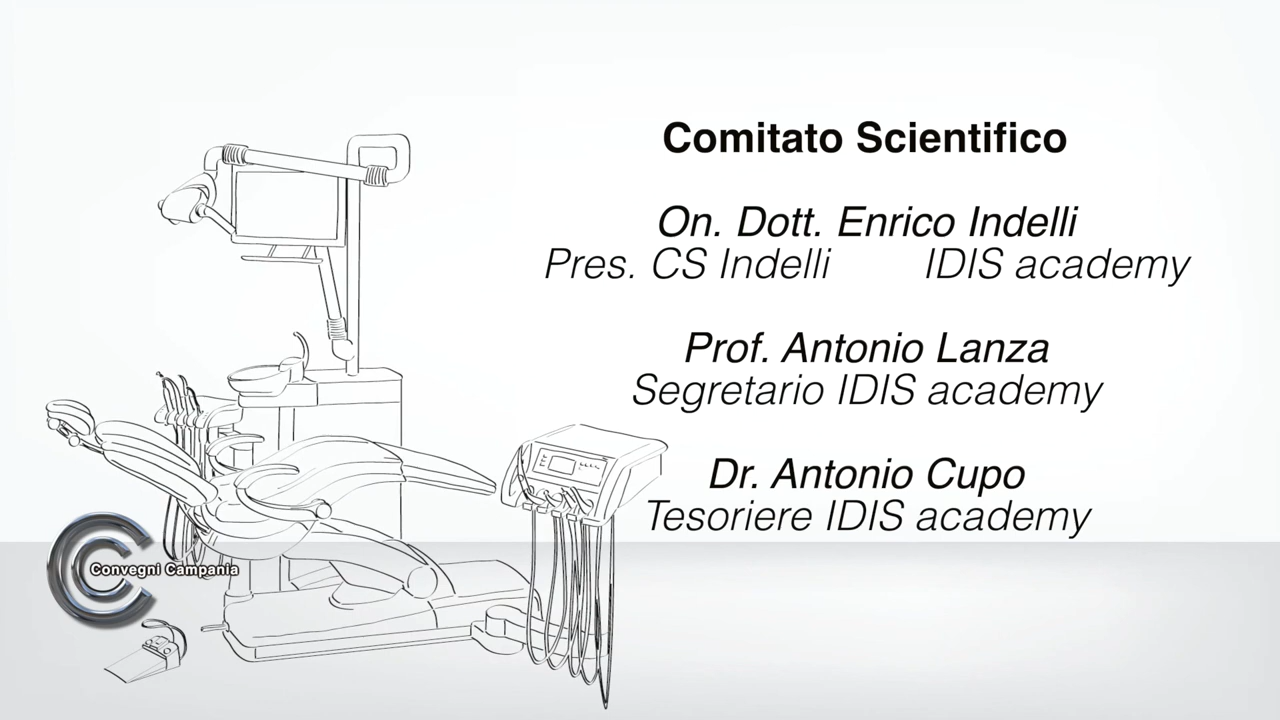 Comitato Scientifico
On. Dott. Enrico Indelli
Pres. CS Indelli IDIS academy
Prof. Antonio Lanza
Segretario IDIS academy
Dr. Antonio Cupo
Tesoriere IDIS academy
Convegni Campania